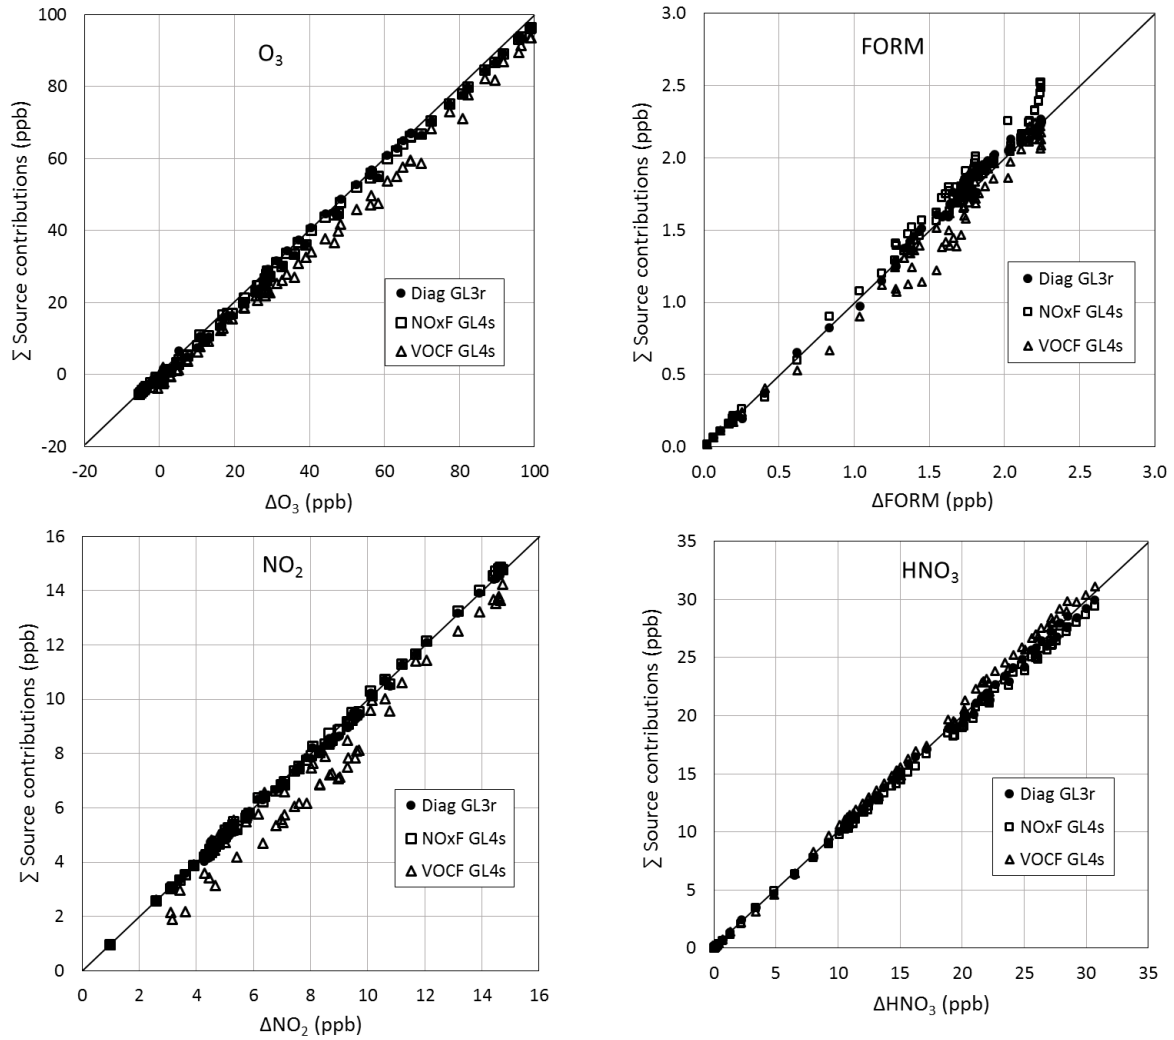 O3
∑ Source contributions (ppb)
100
80
60
40
20
0
-20
-20
0
20
40
60
80
100
ΔO3 (ppb)
Diag GL3r
NOxF GL4s
VOCF GL4s
FORM
∑ Source contributions (ppb)
3.0
2.5
2.0
1.5
1.0
0.5
0.0
0.0
0.5
1.0
1.5
2.0
2.5
3.0
ΔFORM (ppb)
Diag GL3r
NOxF GL4s
VOCF GL4s
NO2
∑ Source contributions (ppb)
16
14
12
10
8
6
4
2
0
0
2
4
6
8
10
12
14
16
ΔNO2 (ppb)
Diag GL3r
NOxF GL4s
VOCF GL4s
HNO3
∑ Source contributions (ppb)
35
30
25
20
15
10
5
0
0
5
10
15
20
25
30
35
ΔHNO3 (ppb)
Diag GL3r
NOxF GL4s
VOCF GL4s